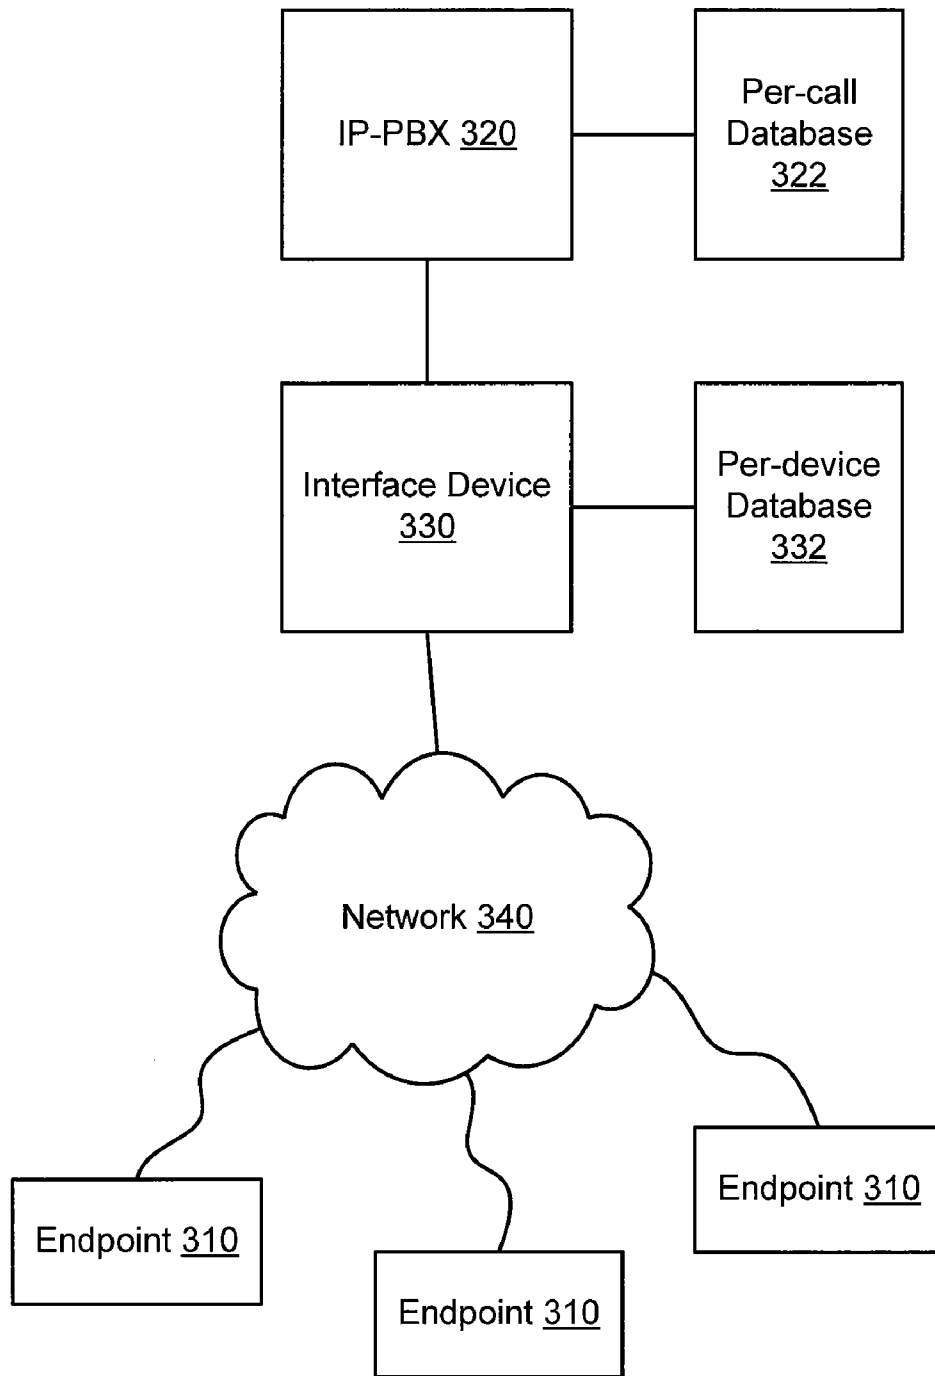 IP-PBX 320
Per-call
Database
322
Interface Device
330
Per-device
Database
332
Network 340
Endpoint 310
Endpoint 310
Endpoint 310